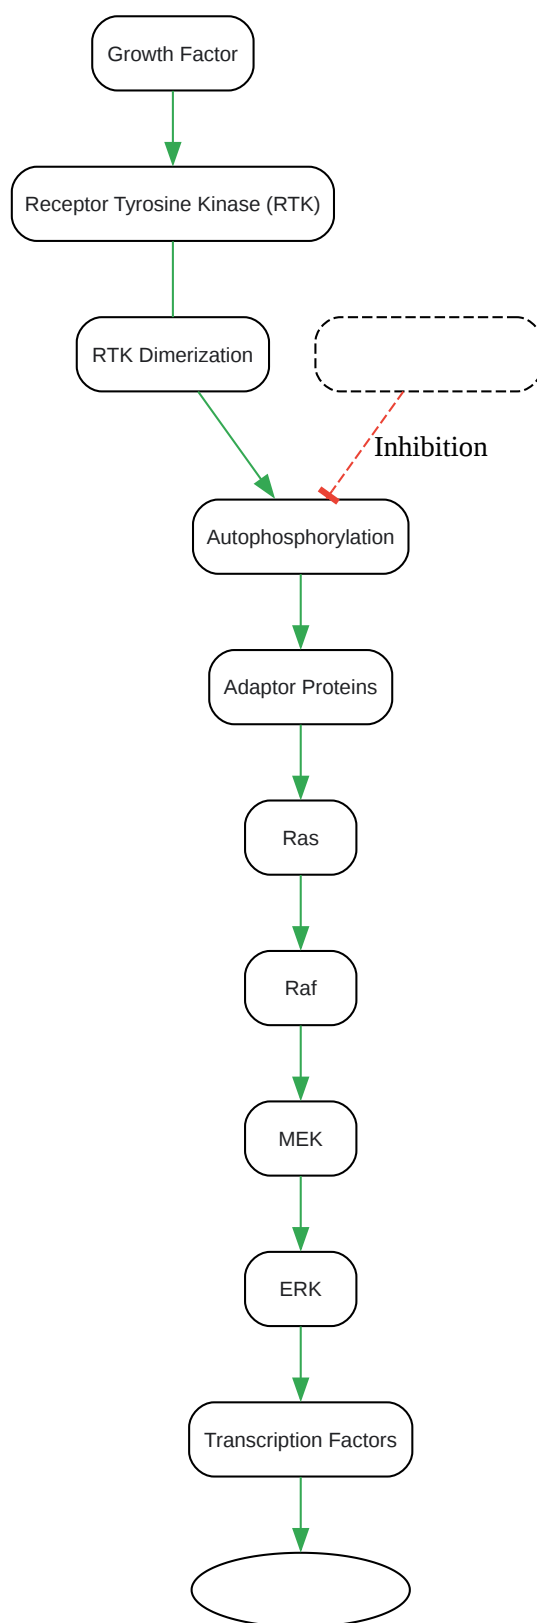 Growth Factor
Receptor Tyrosine Kinase (RTK)
RTK Dimerization
Inhibition
Autophosphorylation
Adaptor Proteins
Ras
Raf
MEK
ERK
Transcription Factors